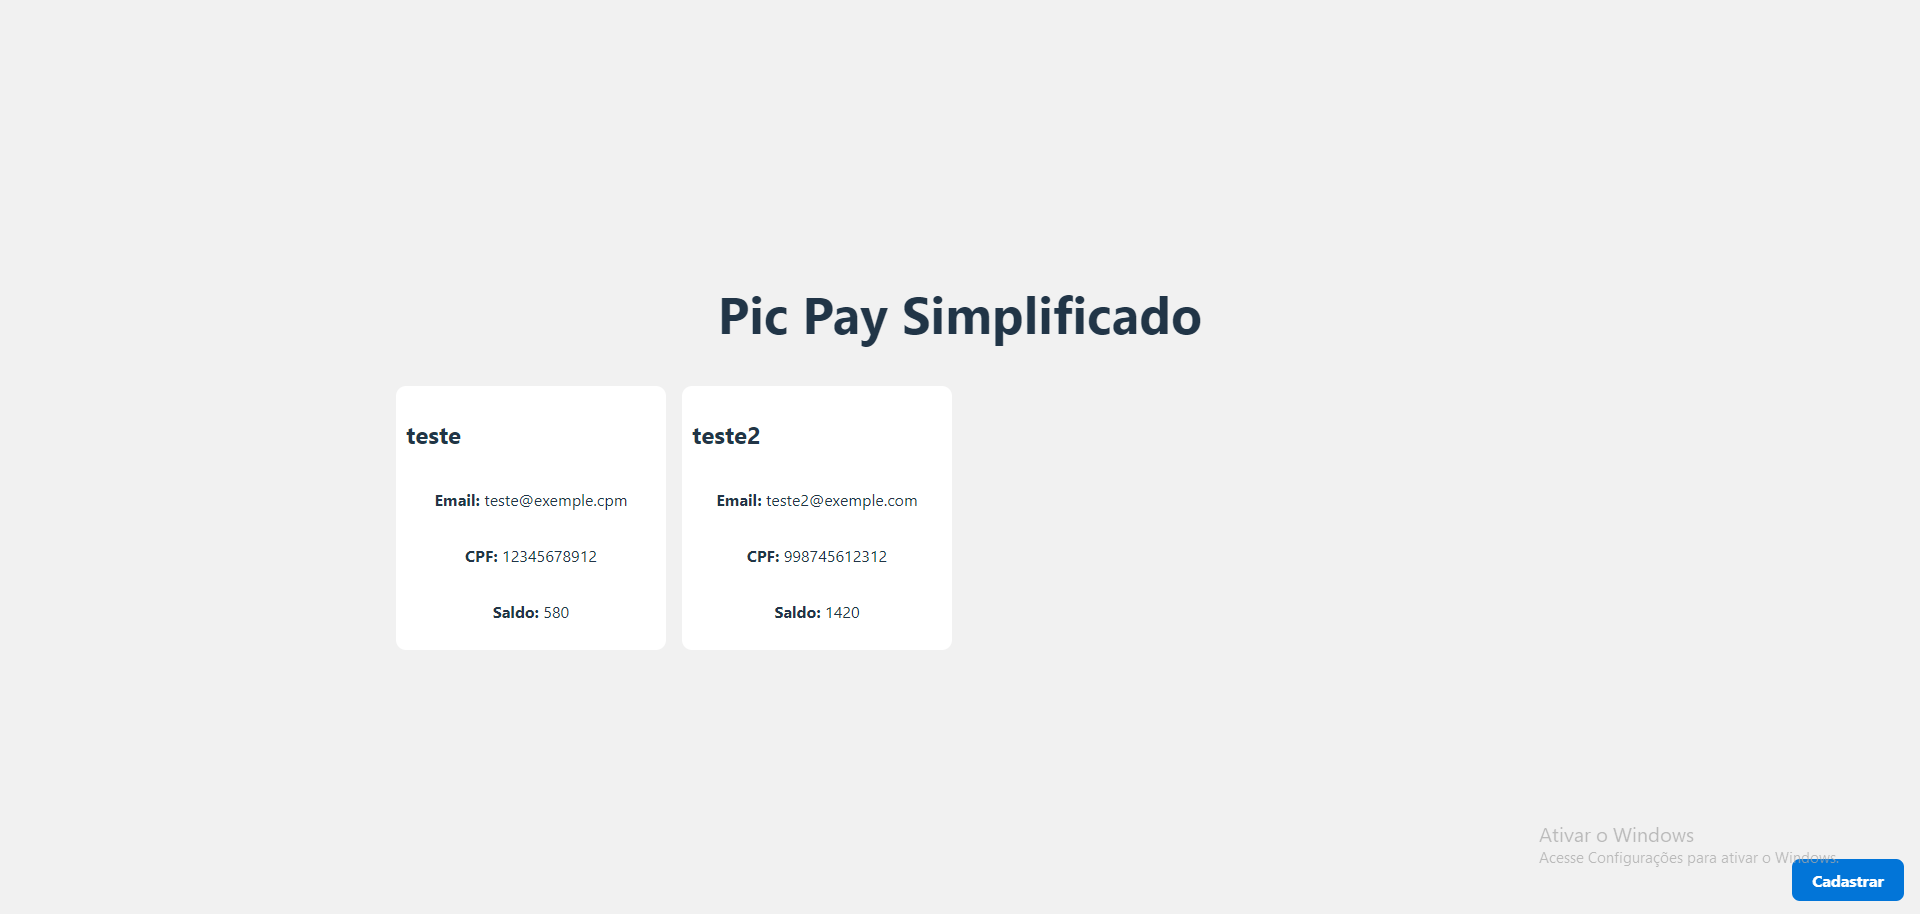 Pic Pay Simplificado
teste
Email: teste@exemple.cpm
CPF: 12345678912
Saldo: 580
teste2
Email: teste2@exemple.com
CPF: 998745612312
Saldo: 1420
Ativar o Windows
Acesse Configurações para ativar o Windows.
Cadastrar